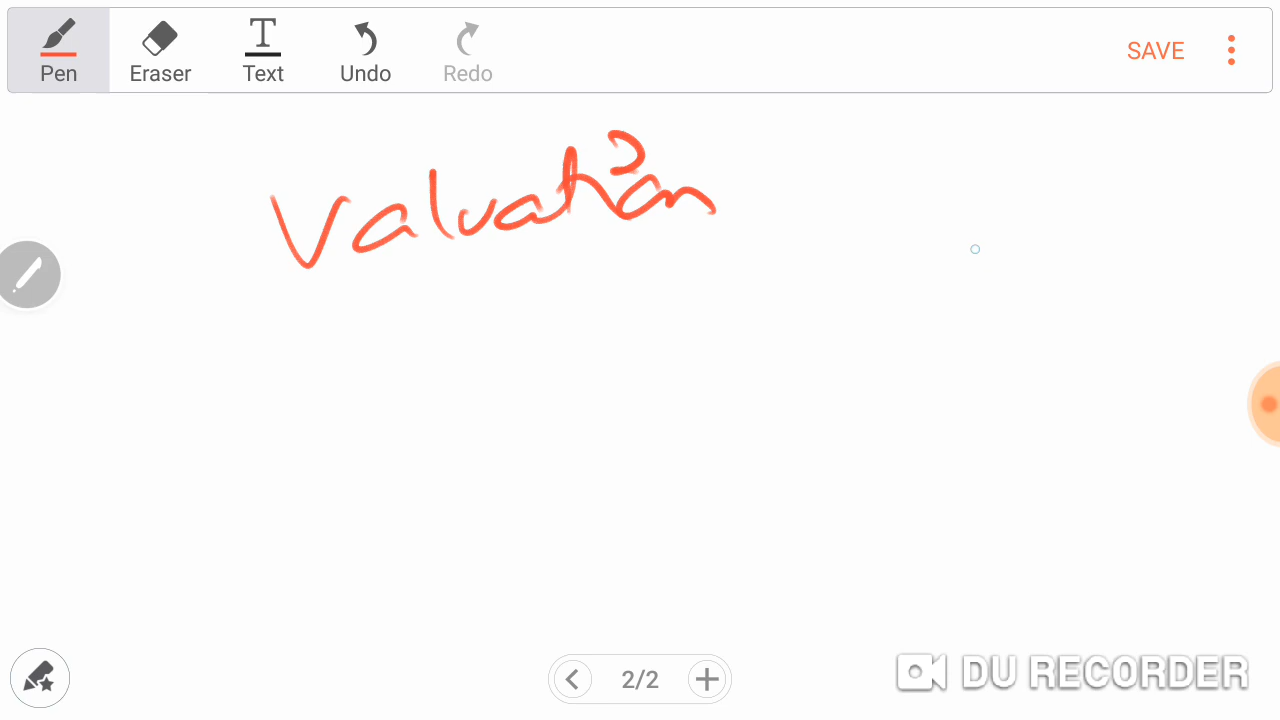 Pen Eraser Text Undo Redo SAVE
Valuation
2/2
DU RECORDER